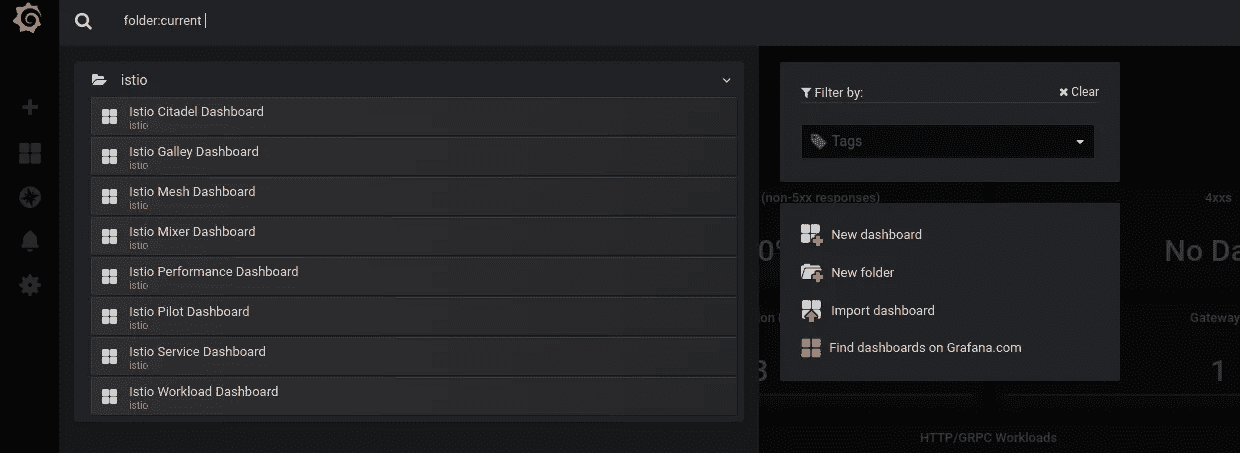 folder:current
istio
Istio Citadel Dashboard
istio
Istio Galley Dashboard
istio
Istio Mesh Dashboard
istio
Istio Mixer Dashboard
istio
Istio Performance Dashboard
istio
Istio Pilot Dashboard
istio
Istio Service Dashboard
istio
Istio Workload Dashboard
istio
Filter by:
Clear
Tags
(non-5xx responses)
4xxs
New dashboard
No Da
New folder
Import dashboard
Gateway
Find dashboards on Grafana.com
1
HTTP/GRPC Workloads